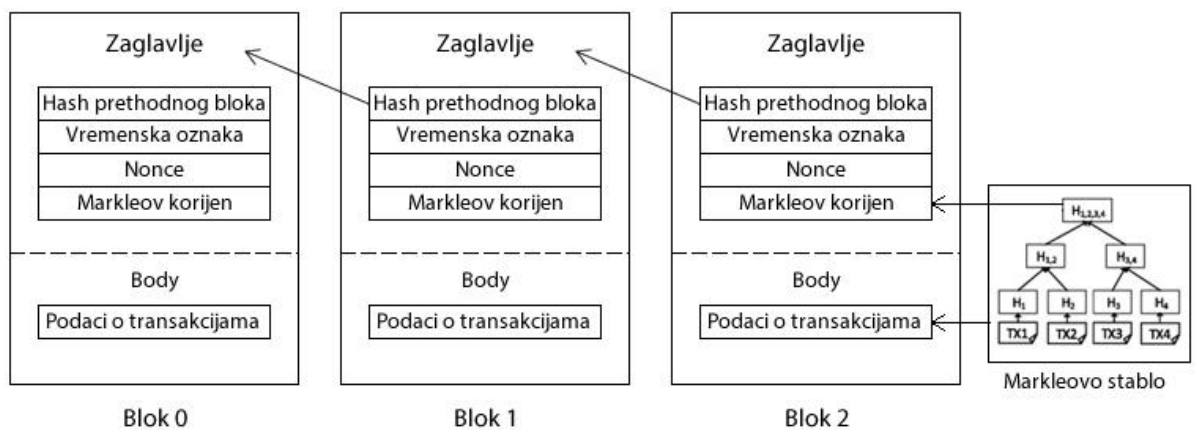 Zaglavlje
Hash prethodnog bloka
Vremenska oznaka
Nonce
Markleov korijen
Body
Podaci o transakcijama
Blok 0
Zaglavlje
Hash prethodnog bloka
Vremenska oznaka
Nonce
Markleov korijen
Body
Podaci o transakcijama
Blok 1
Zaglavlje
Hash prethodnog bloka
Vremenska oznaka
Nonce
Markleov korijen
Body
Podaci o transakcijama
Blok 2
H1,2,3,4
H1,2 H3,4
H1 H2 H3 H4
TX1 TX2 TX3 TX4
Markleovo stablo